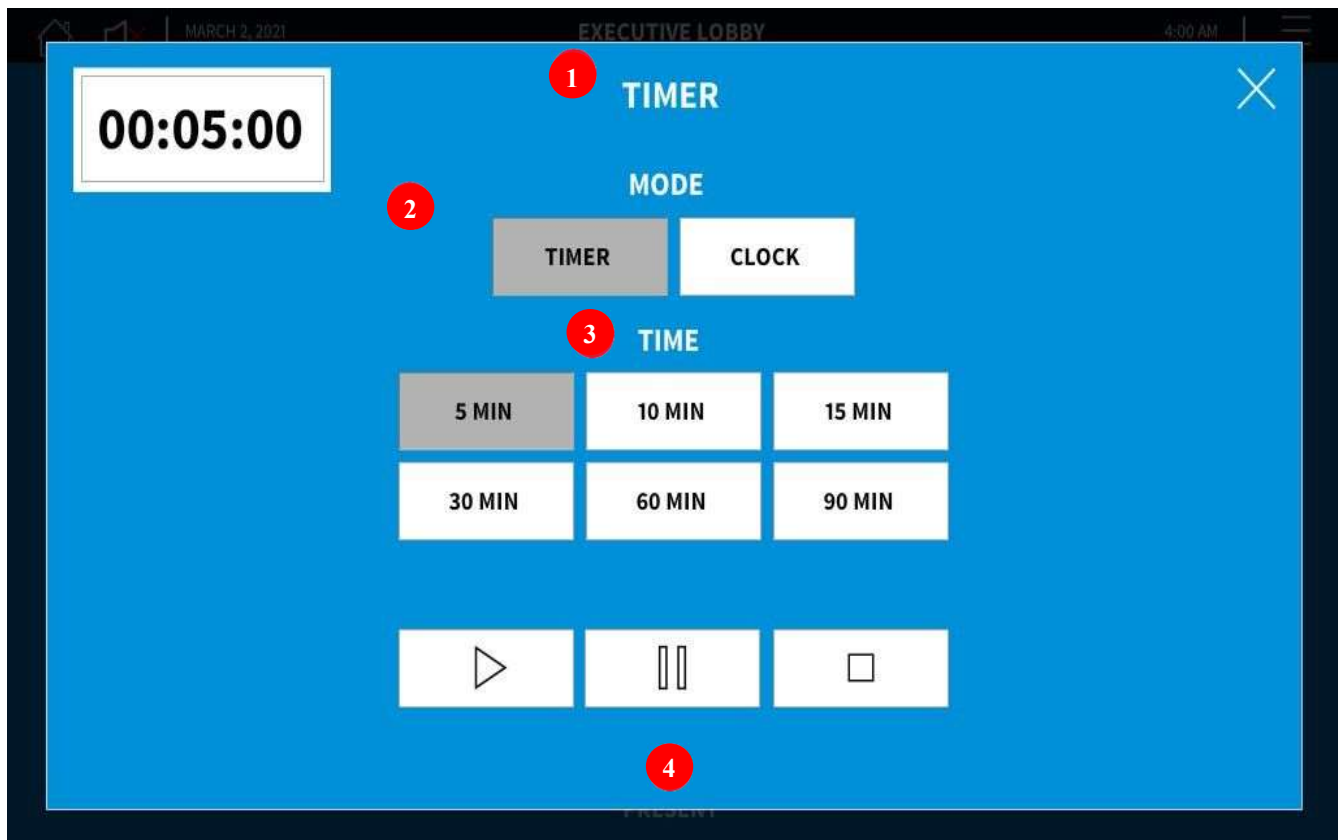 MARCH 2, 2021
EXECUTIVE LOBBY
4:00 AM
1
TIMER
00:05:00
MODE
2
TIMER
CLOCK
3
TIME
5 MIN
10 MIN
15 MIN
30 MIN
60 MIN
90 MIN
4
PRESENT